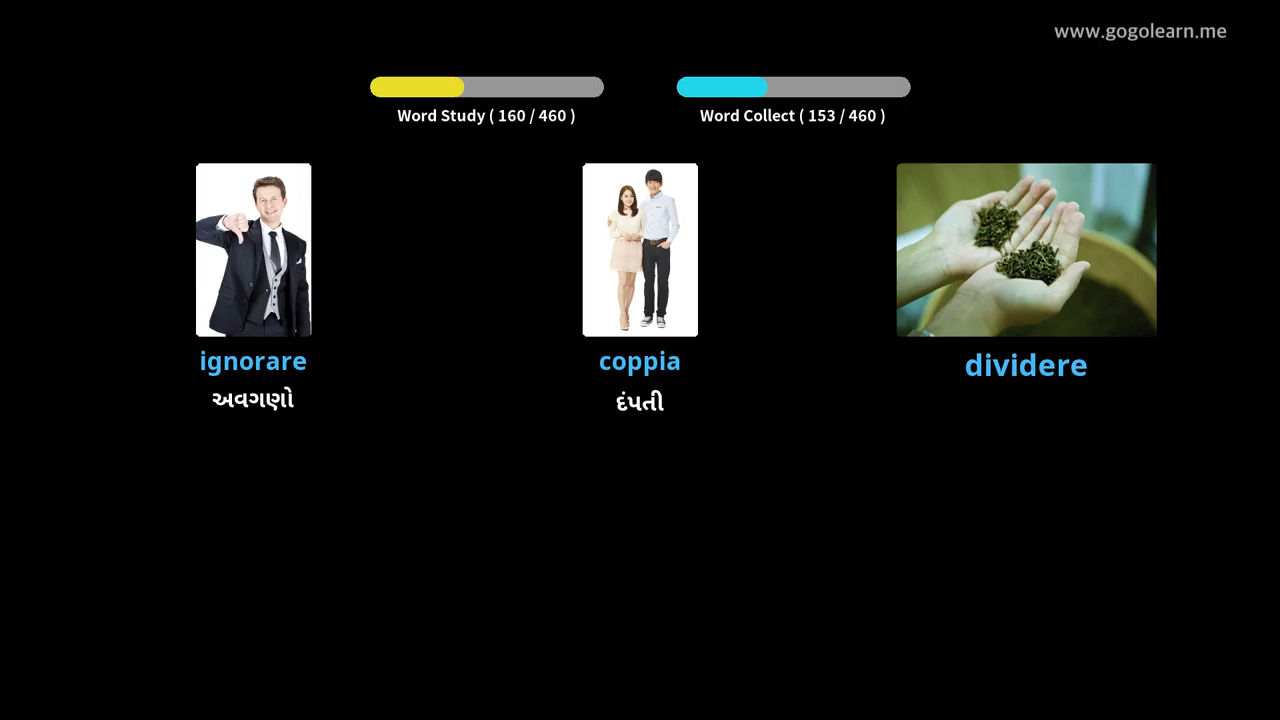 www.gogolearn.me
Word Study ( 160 / 460 )
Word Collect ( 153 / 460 )
ignorare
અવગણો
coppia
દંપતી
dividere